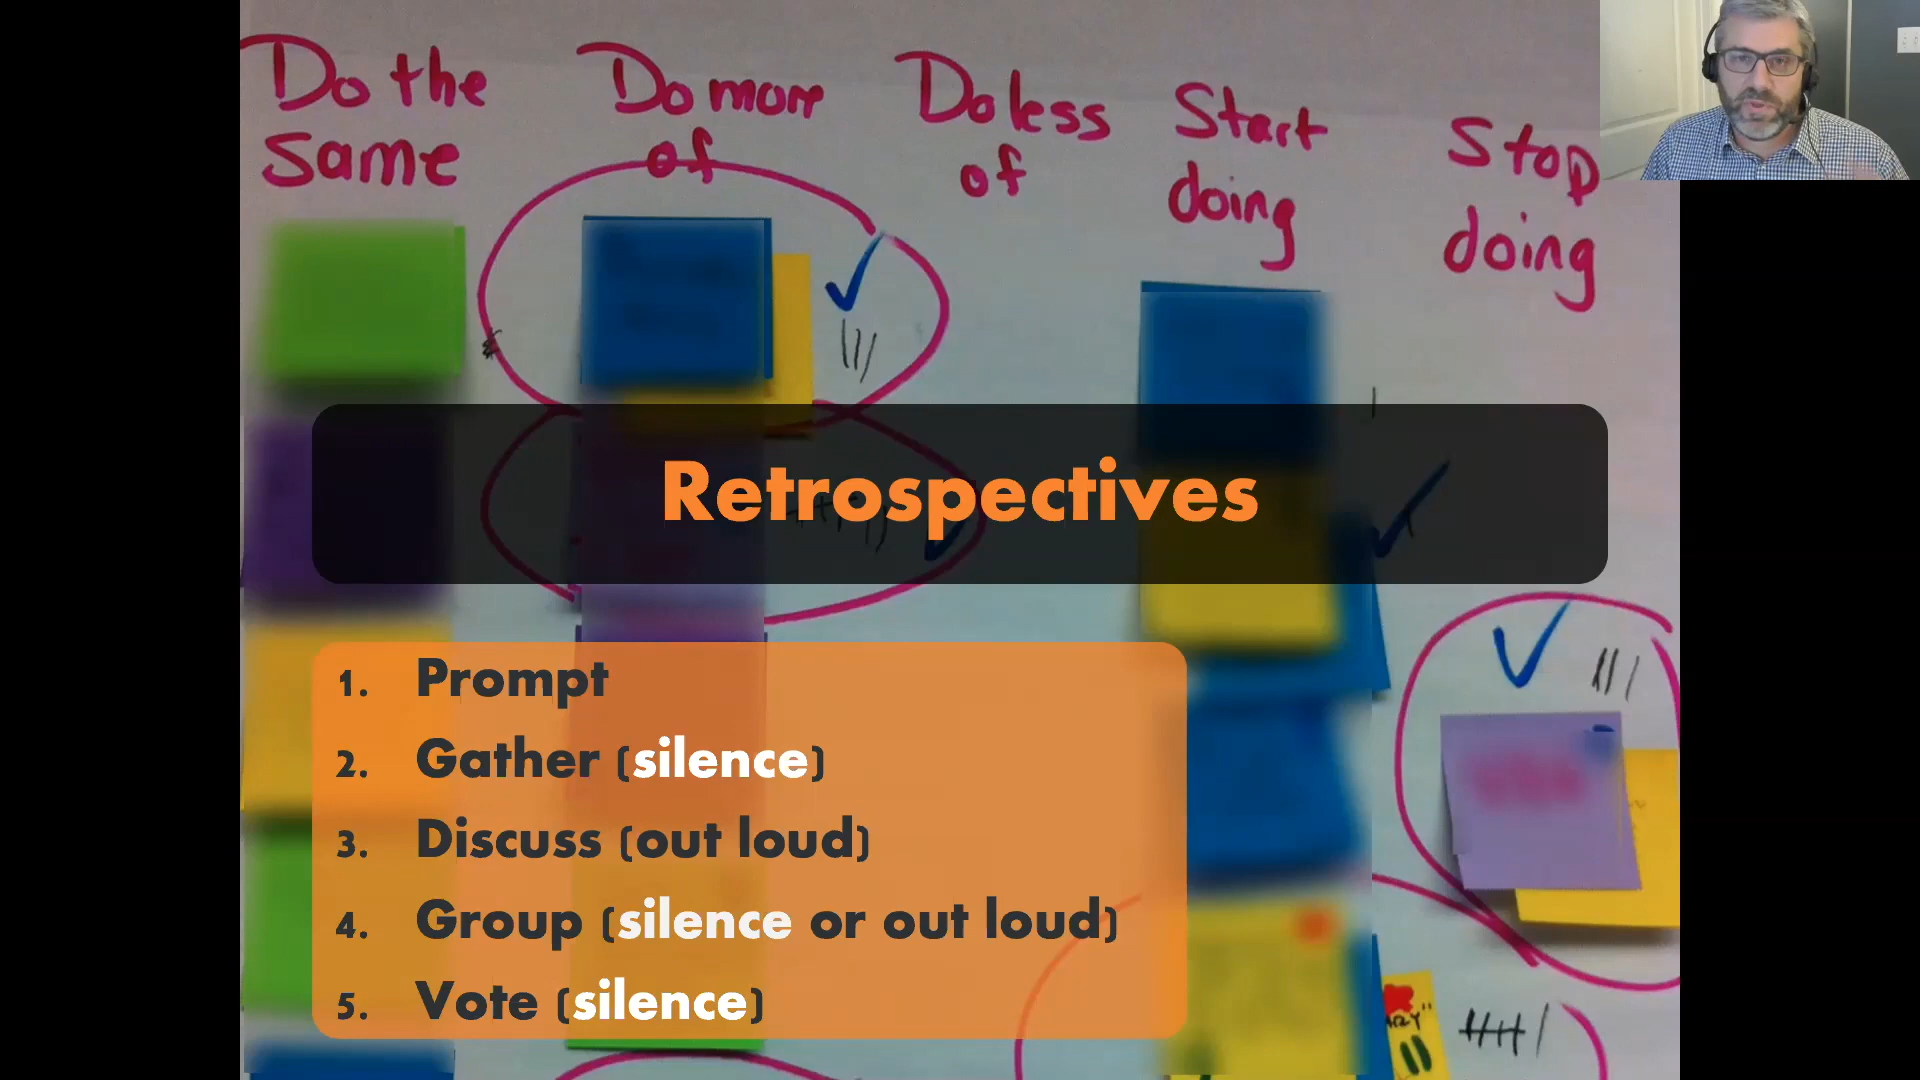 Do the Do more Do less Start Stop
same of of doing doing
Retrospectives
1. Prompt
2. Gather (silence)
3. Discuss (out loud)
4. Group (silence or out loud)
5. Vote (silence)